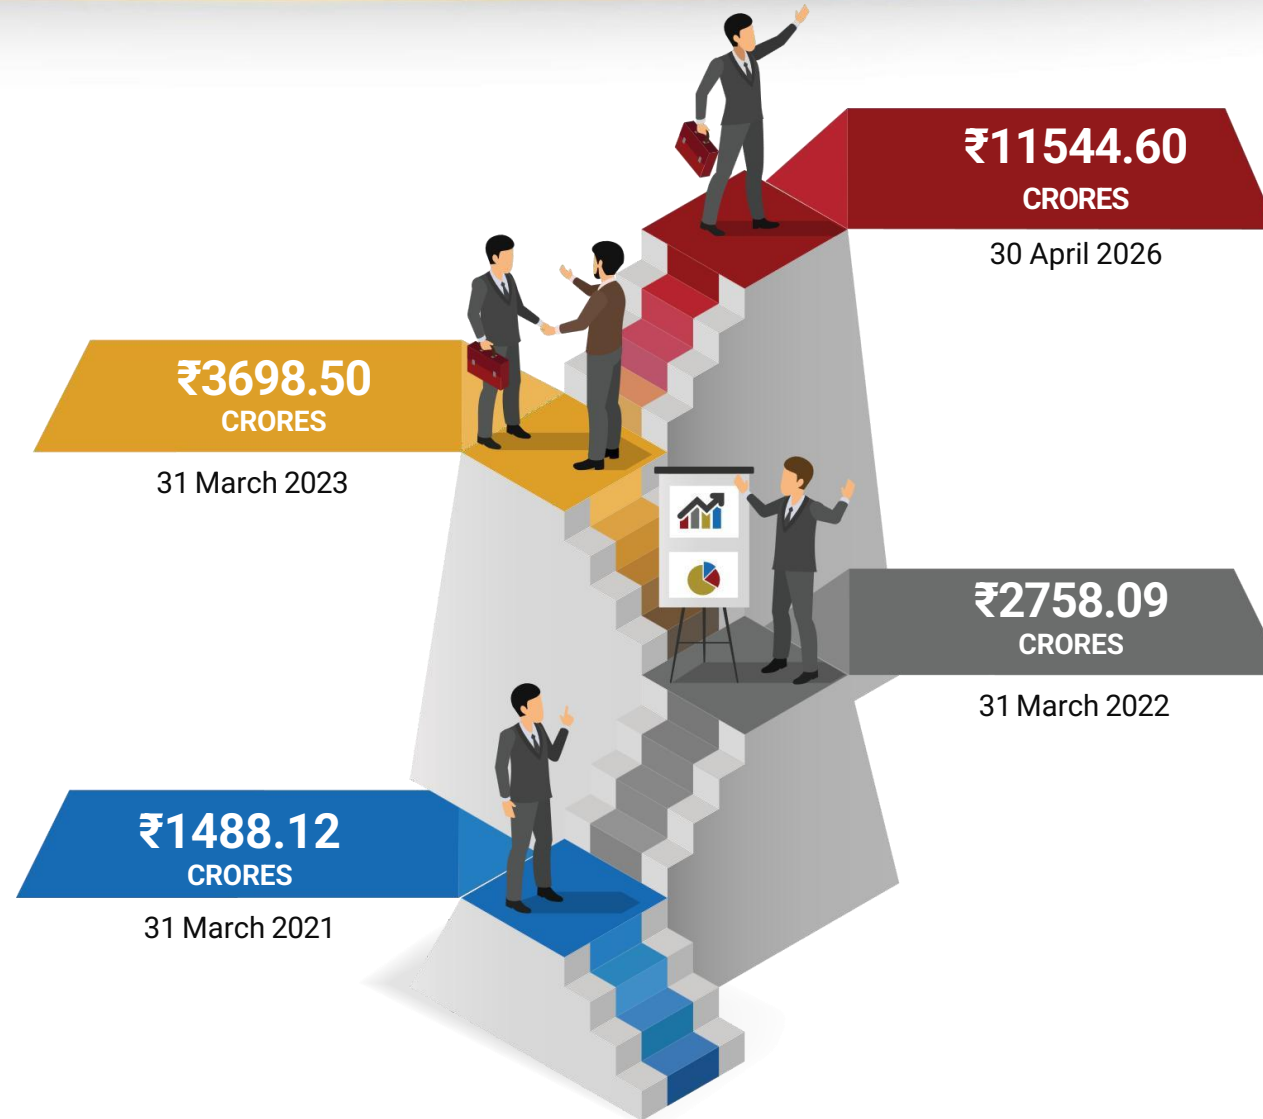 ₹11544.60
CRORES
30 April 2026
₹3698.50
CRORES
31 March 2023
₹2758.09
CRORES
31 March 2022
₹1488.12
CRORES
31 March 2021